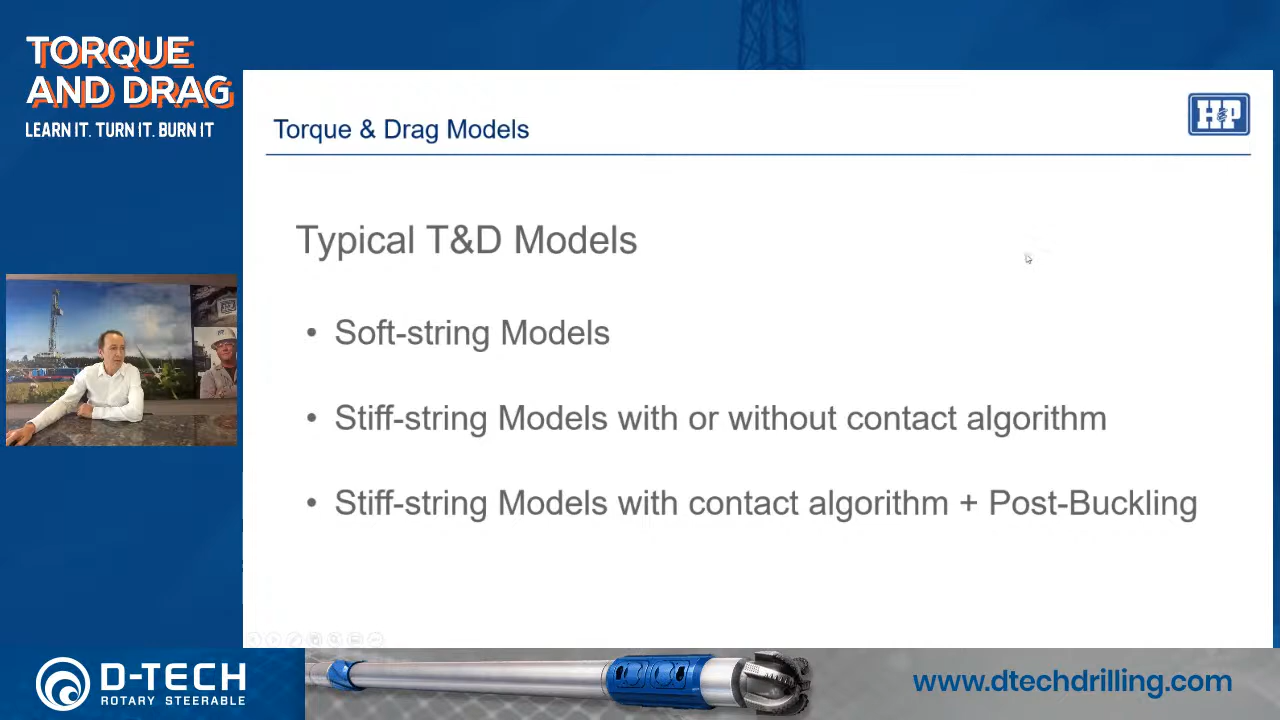 TORQUE
AND DRAG
LEARN IT. TURN IT. BURN IT
Torque & Drag Models
H&P
Typical T&D Models
• Soft-string Models
• Stiff-string Models with or without contact algorithm
• Stiff-string Models with contact algorithm + Post-Buckling
D-TECH
ROTARY STEERABLE
www.dtechdrilling.com